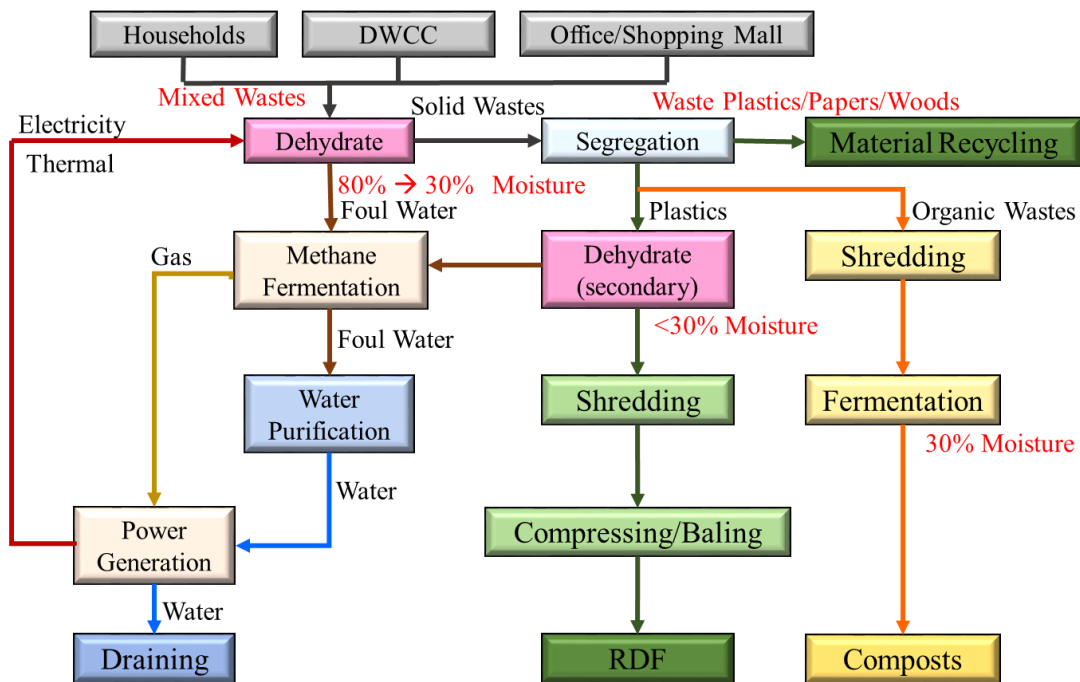 Households
DWCC
Office/Shopping Mall
Mixed Wastes
Solid Wastes
Waste Plastics/Papers/Woods
Electricity
Thermal
Dehydrate
Segregation
Material Recycling
80% → 30% Moisture
Foul Water
Plastics
Organic Wastes
Gas
Methane
Fermentation
Dehydrate
(secondary)
Shredding
<30% Moisture
Foul Water
Water
Purification
Shredding
Fermentation
30% Moisture
Water
Power
Generation
Compressing/Baling
Water
Draining
RDF
Composts